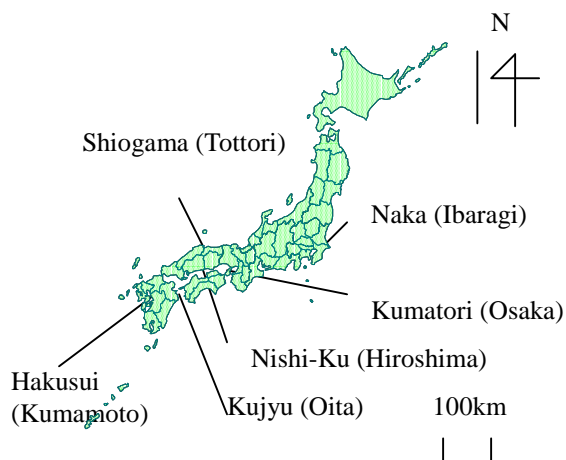 N
Shiogama (Tottori)
Naka (Ibaragi)
Kumatori (Osaka)
Nishi-Ku (Hiroshima)
Hakusui
(Kumamoto)
Kujyu (Oita)
100km